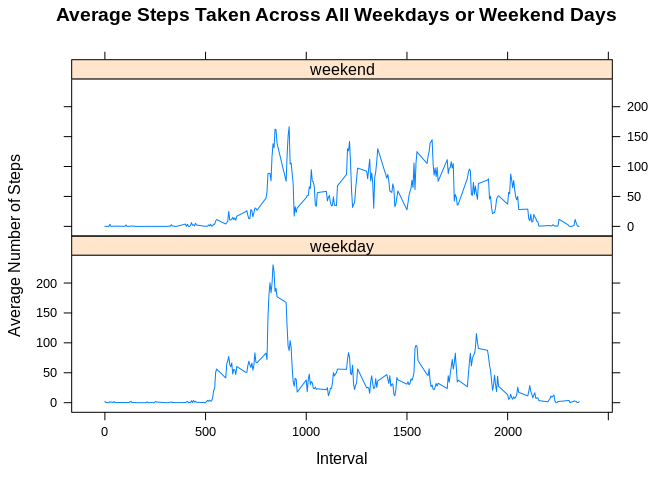 Average Steps Taken Across All Weekdays or Weekend Days
weekend
200
150
100
50
0
weekday
200
150
100
50
0
0 500 1000 1500 2000
Interval
Average Number of Steps